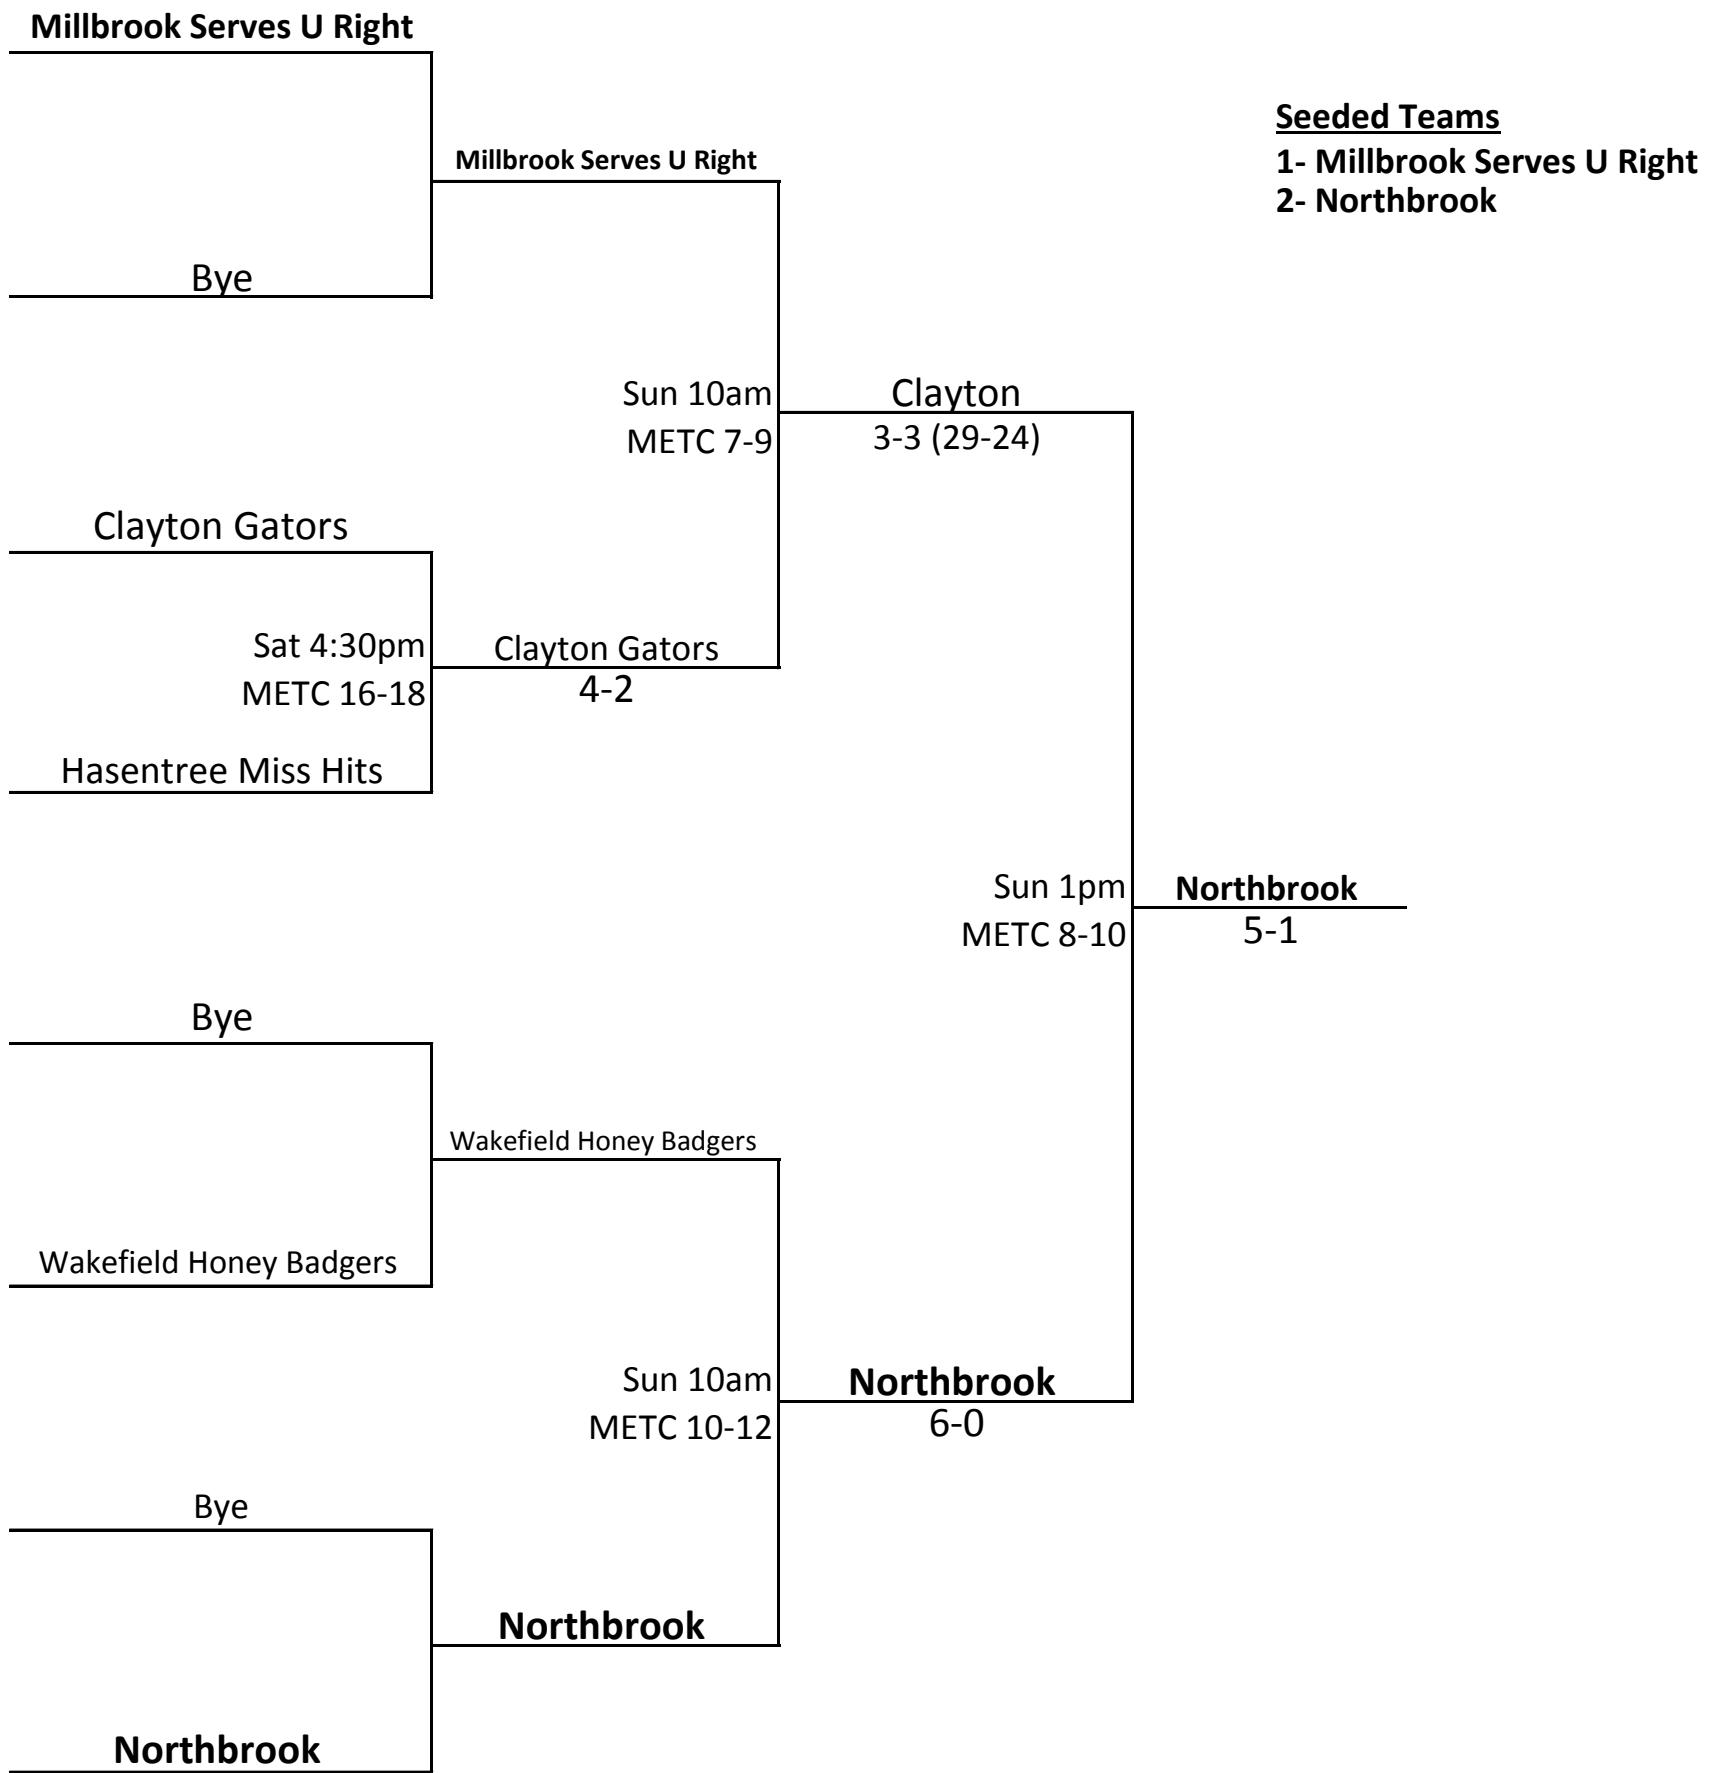 Millbrook Serves U Right
Seeded Teams
1- Millbrook Serves U Right
2- Northbrook
Millbrook Serves U Right
Bye
Sun 10am
METC 7-9
Clayton
3-3 (29-24)
Clayton Gators
Sat 4:30pm
METC 16-18
Clayton Gators
4-2
Hasentree Miss Hits
Sun 1pm
METC 8-10
Northbrook
5-1
Bye
Wakefield Honey Badgers
Wakefield Honey Badgers
Sun 10am
METC 10-12
Northbrook
6-0
Bye
Northbrook
Northbrook